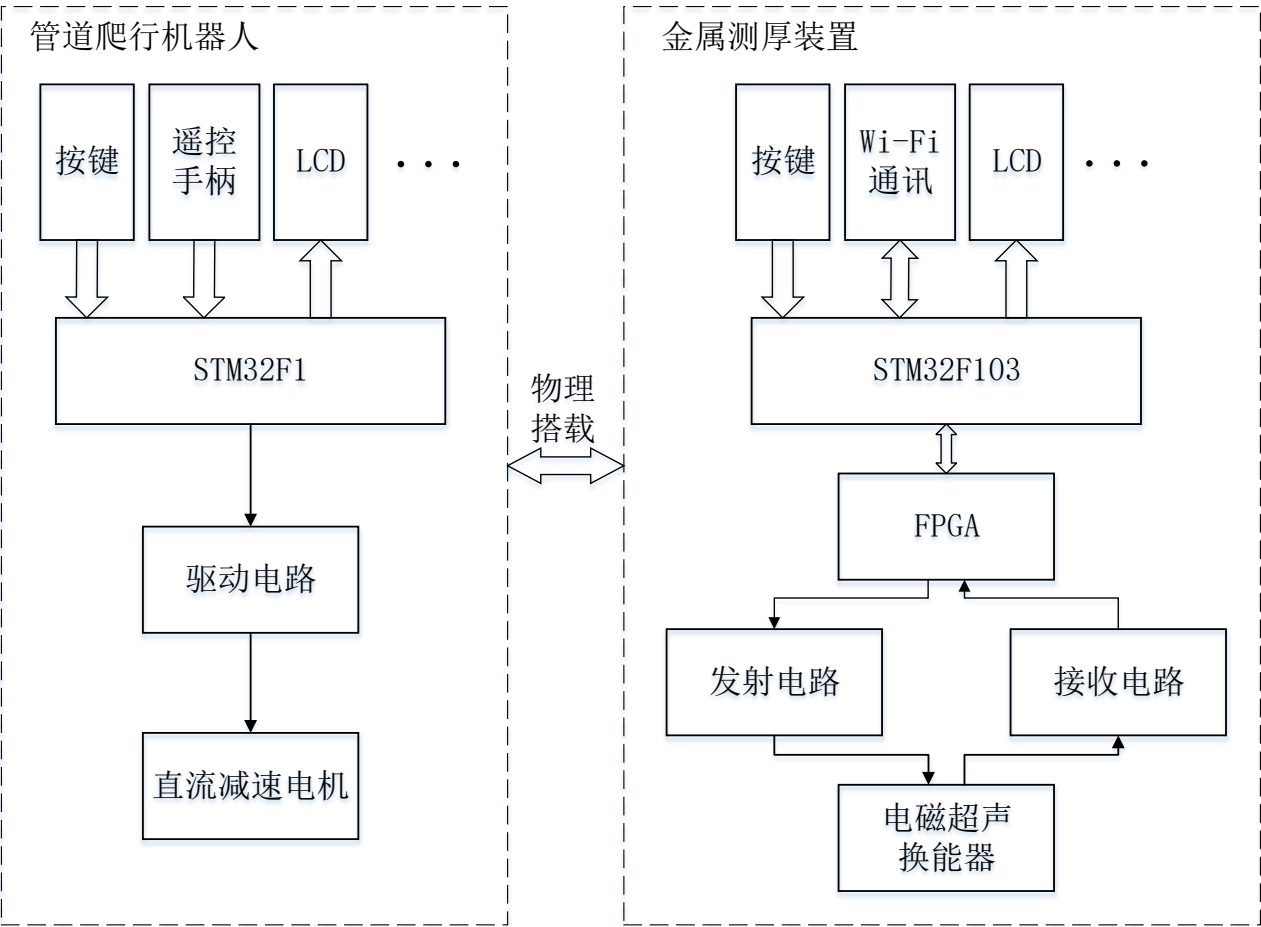 管道爬行机器人
按键
遥控
手柄
LCD
···
STM32F1
驱动电路
直流减速电机
物理
搭载
金属测厚装置
按键
Wi-Fi
通讯
LCD
···
STM32F103
FPGA
发射电路
接收电路
电磁超声
换能器